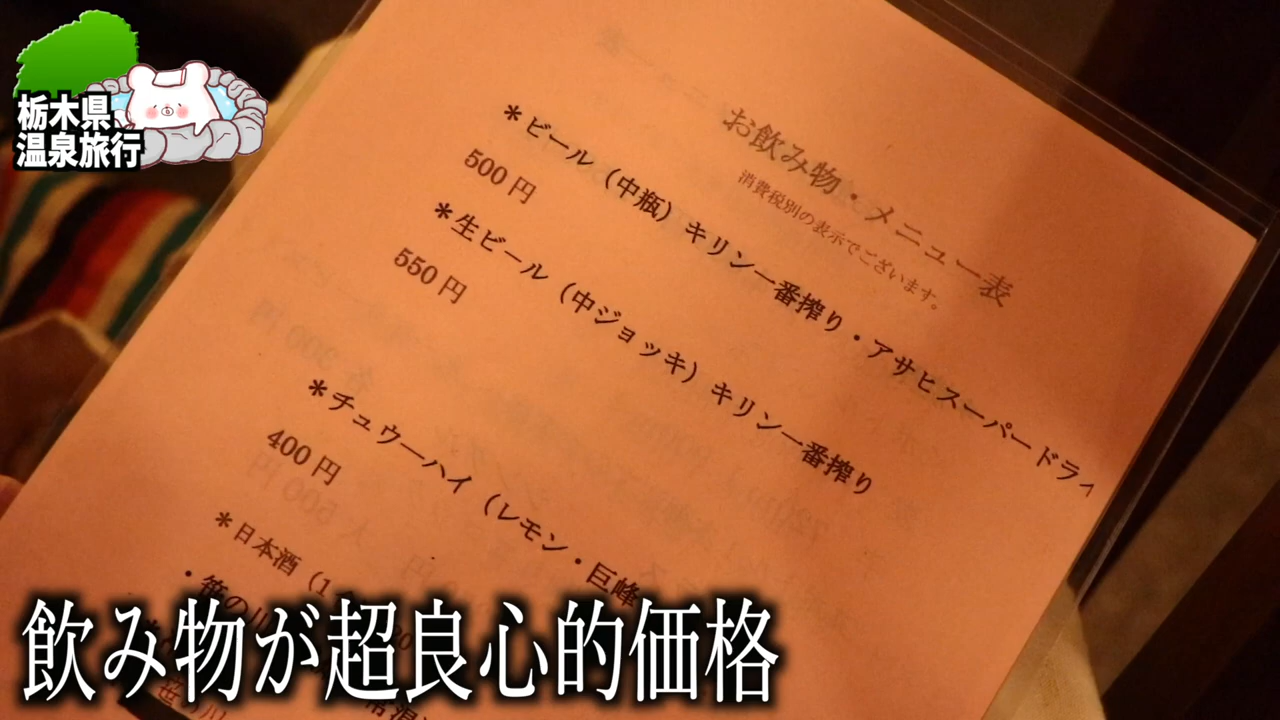 栃木県
温泉旅行
お飲み物・メニュー表
消費税別の表示でございます。
＊ビール（中瓶）キリン一番搾り・アサヒスーパードライ
500円
＊生ビール（中ジョッキ）キリン一番搾り
550円
＊チュウーハイ（レモン・巨峰
400円
＊日本酒（1
・笹の川
飲み物が超良心的価格